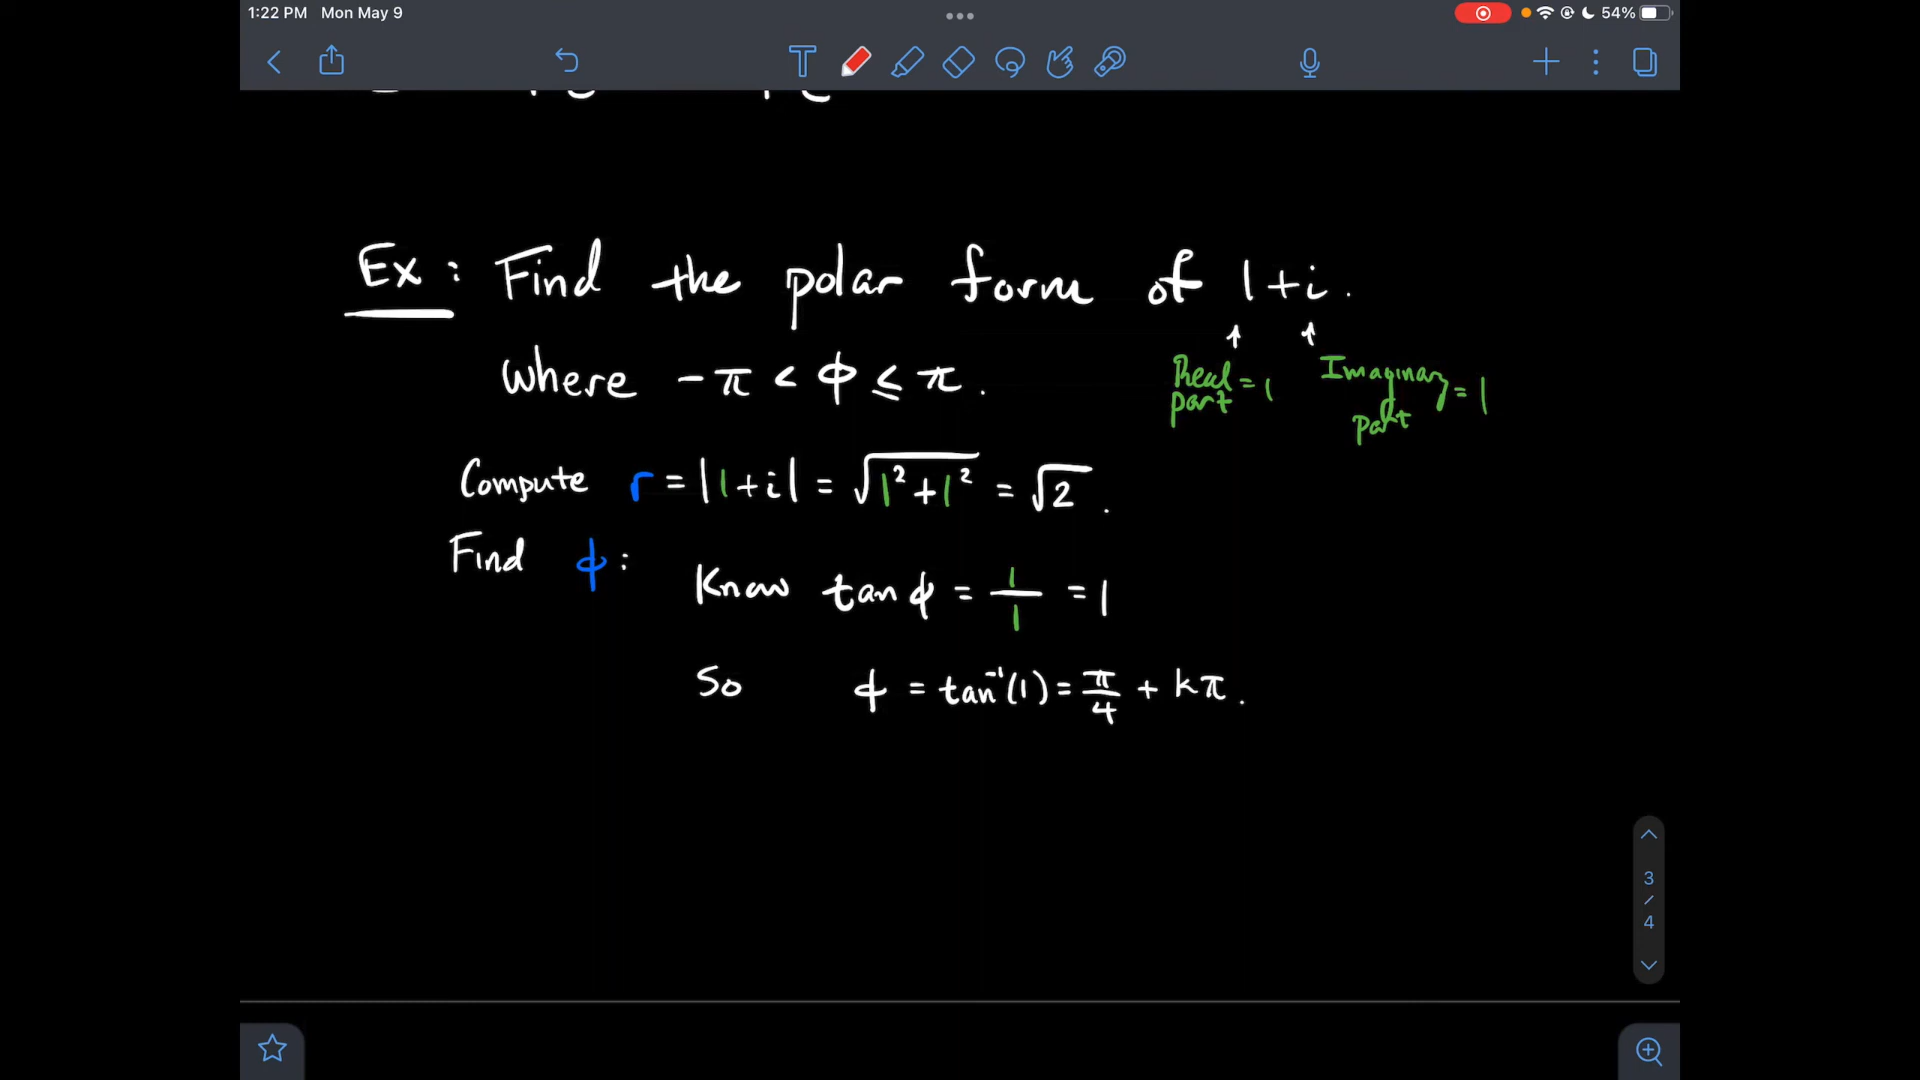 1:22 PM Mon May 9
54%
Ex: Find the polar form of 1+i.
where -π < φ ≤ π.
Real part = 1
Imaginary part = 1
Compute r = |1+i| = √(1²+1²) = √2.
Find φ:
Know tan φ = 1/1 = 1
So φ = tan⁻¹(1) = π/4 + kπ.
3
/
4